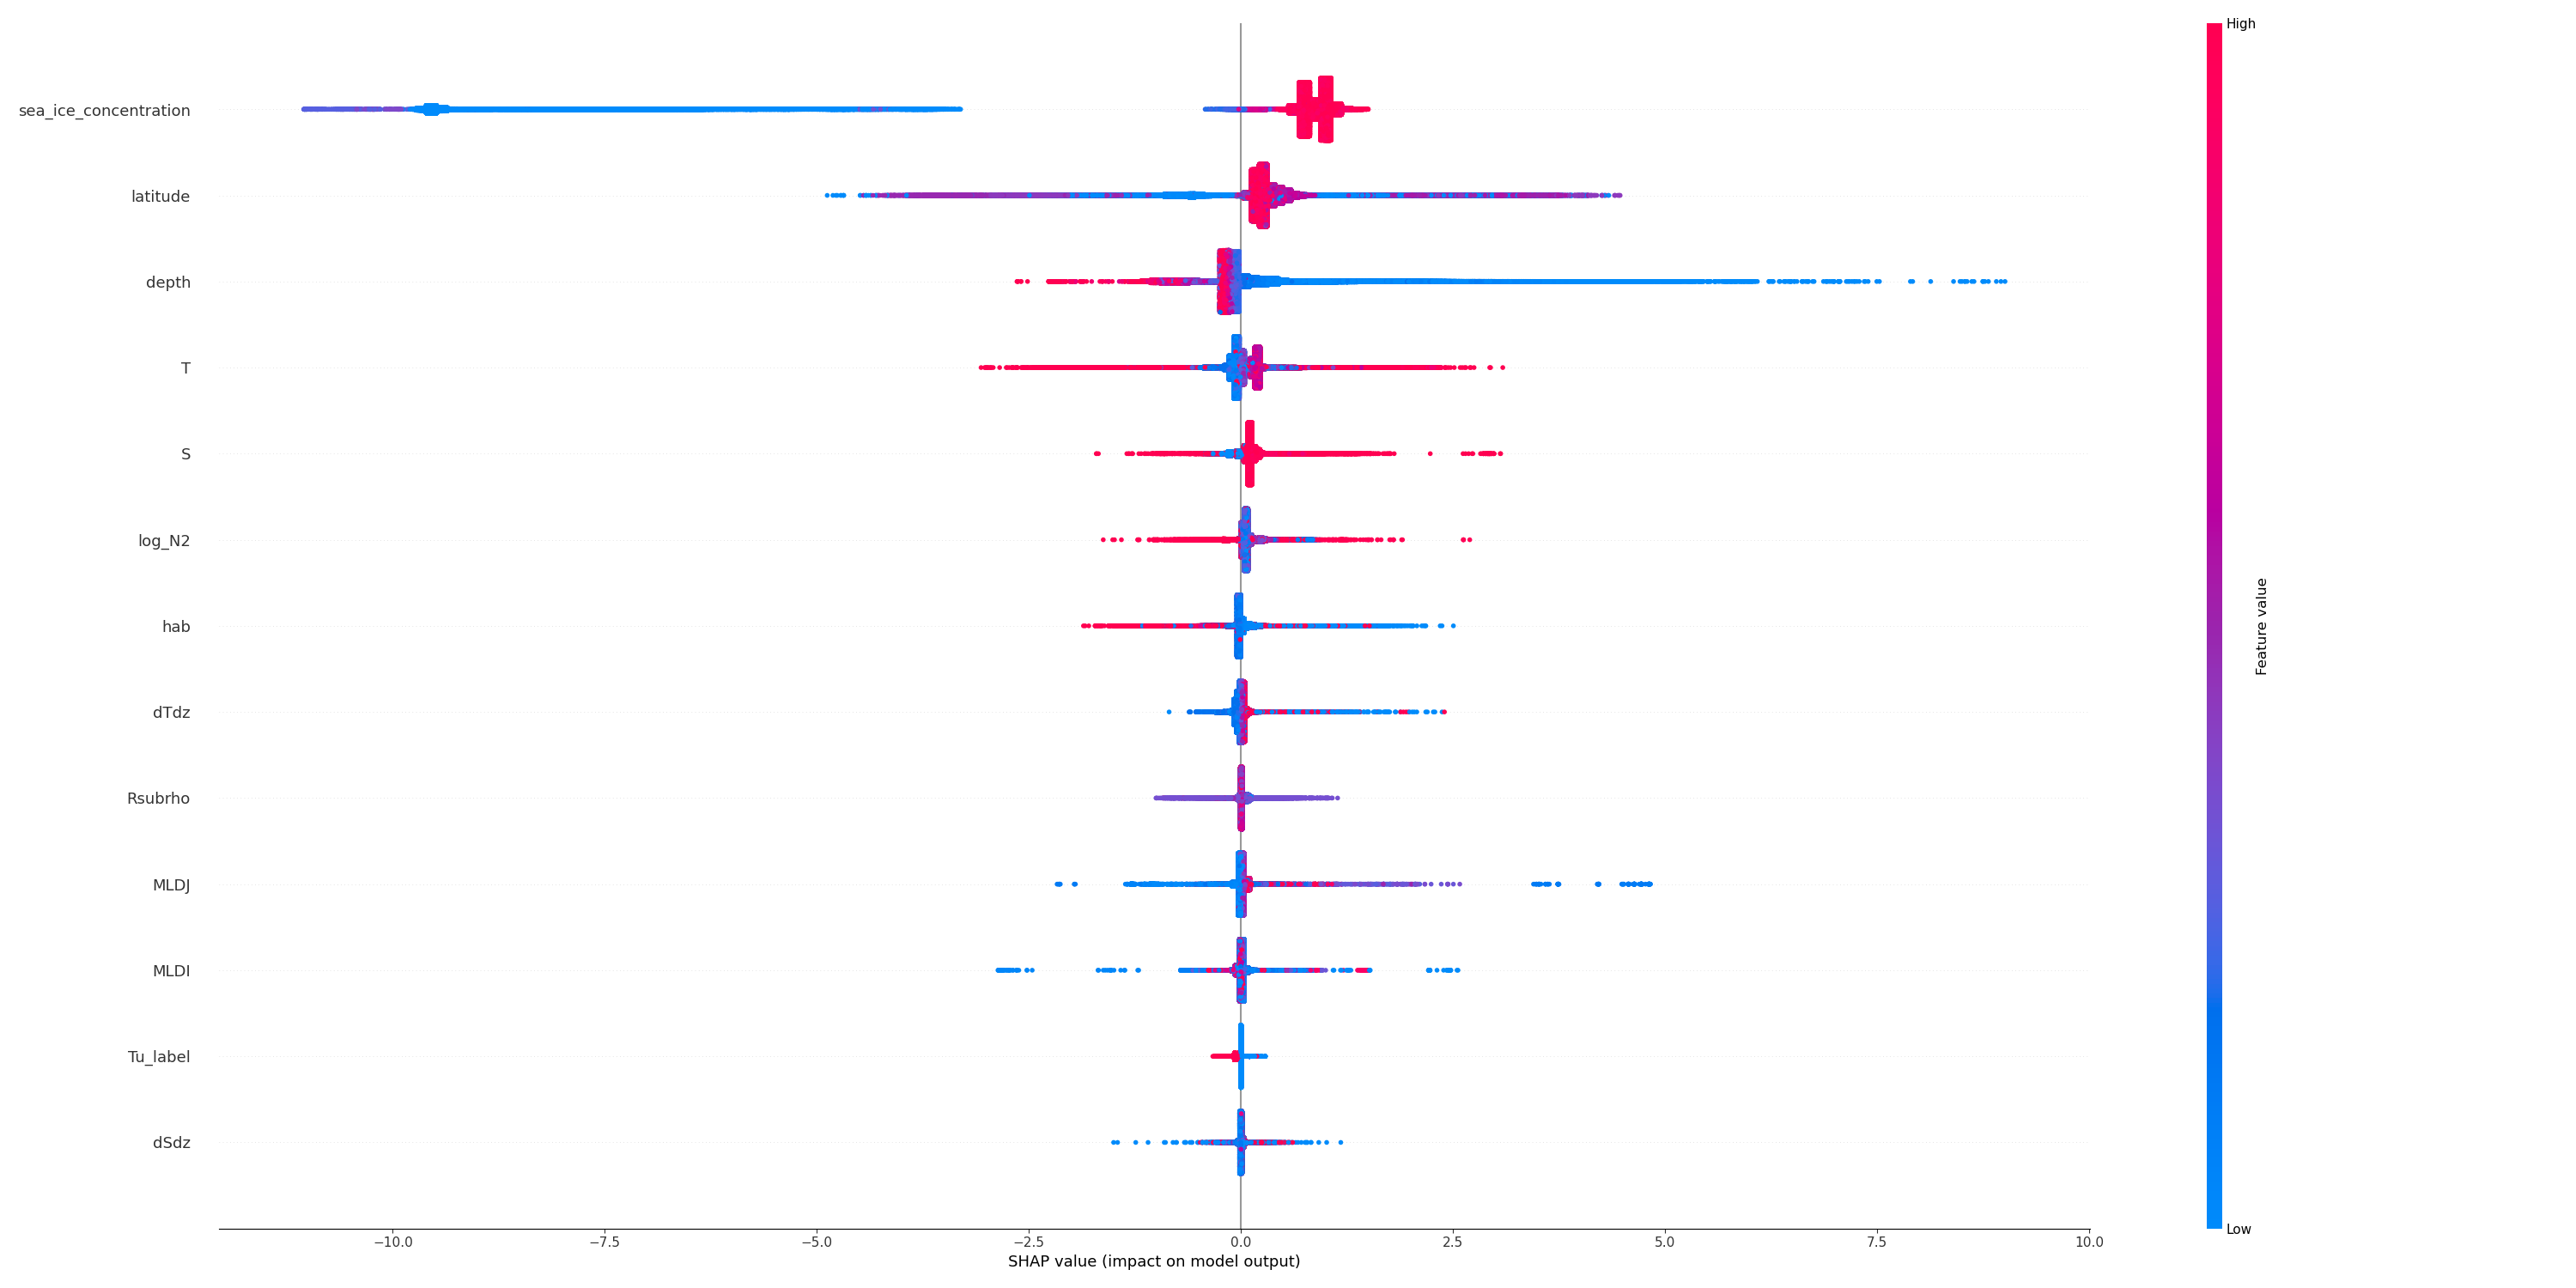 High
sea_ice_concentration
latitude
depth
T
S
log_N2
hab
dTdz
Rsubrho
MLDJ
MLDI
Tu_label
dSdz
Feature value
Low
−10.0 −7.5 −5.0 −2.5 0.0 2.5 5.0 7.5 10.0
SHAP value (impact on model output)